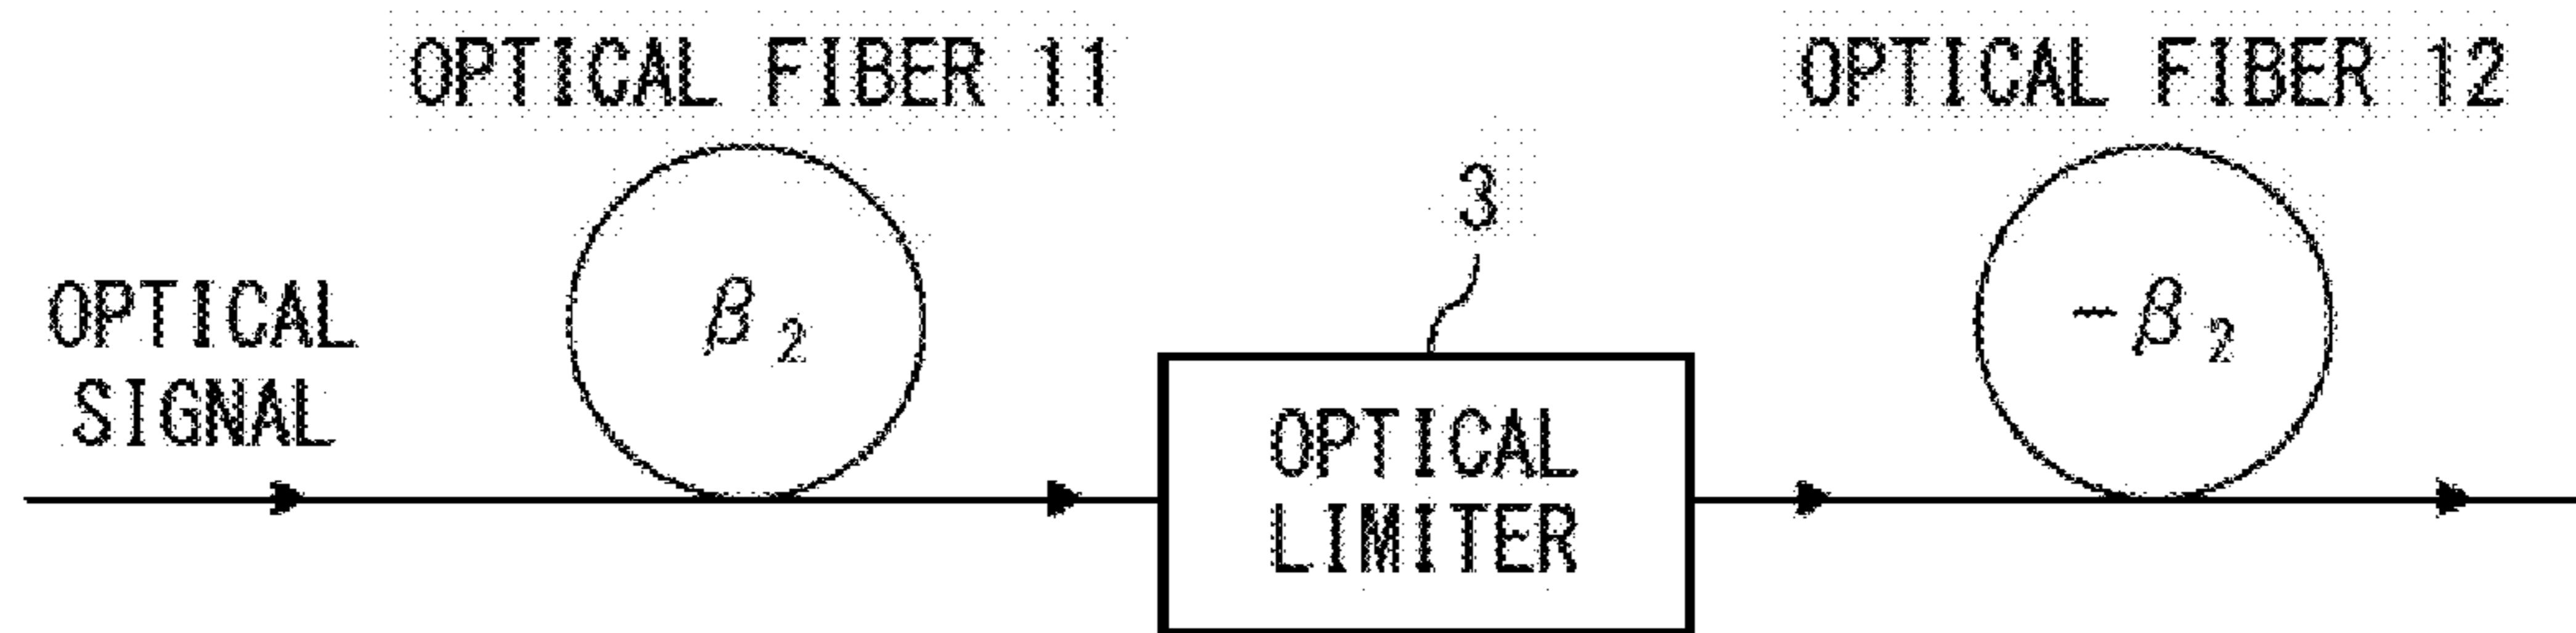 OPTICAL FIBER 11
OPTICAL FIBER 12
3
OPTICAL
SIGNAL
β₂
-β₂
OPTICAL
LIMITER